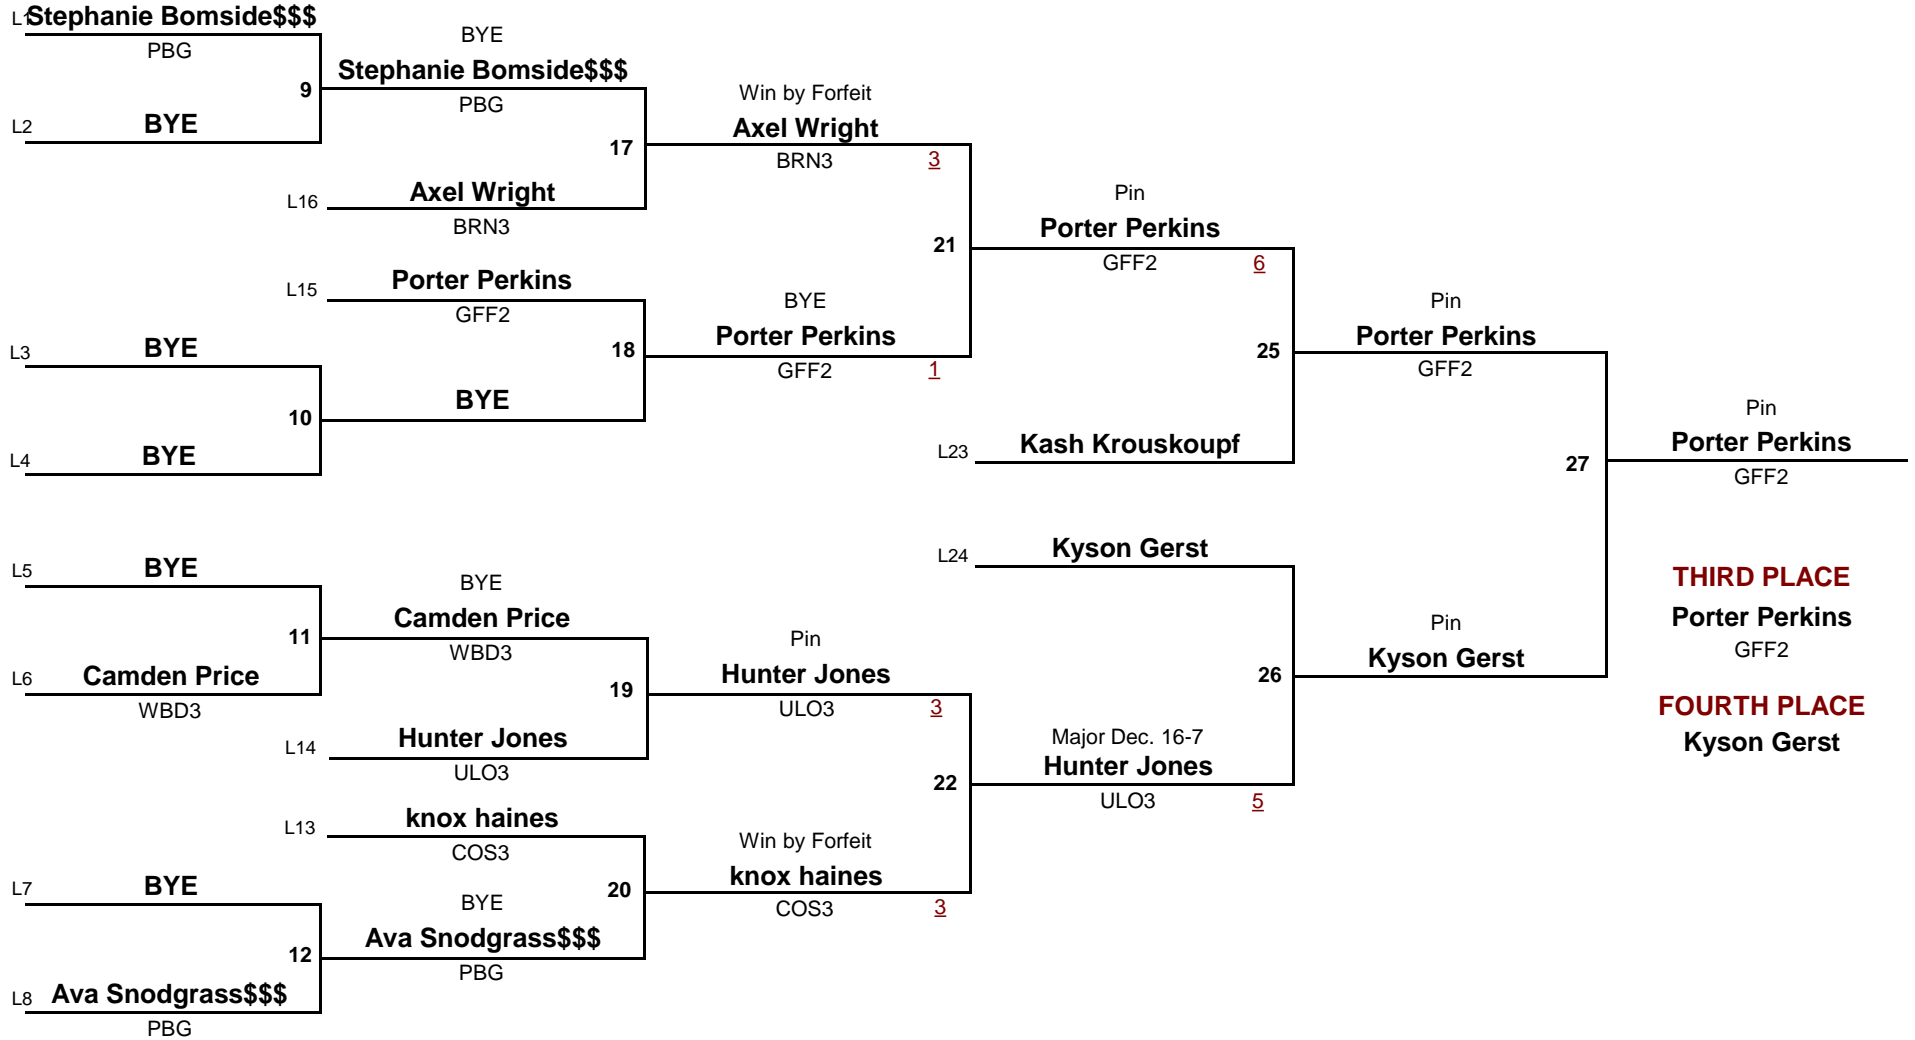 L1
Stephanie Bomside$$$
PBG
9
L2
BYE
BYE
Stephanie Bomside$$$
PBG
17
L16
Axel Wright
BRN3
Win by Forfeit
Axel Wright
BRN3
3
21
L15
Porter Perkins
GFF2
18
L3
BYE
10
BYE
L4
BYE
BYE
Porter Perkins
GFF2
1
Pin
Porter Perkins
GFF2
6
25
L23
Kash Krouskoupf
Pin
Porter Perkins
GFF2
27
Pin
Porter Perkins
GFF2
L5
BYE
11
L6
Camden Price
WBD3
BYE
Camden Price
WBD3
19
L14
Hunter Jones
ULO3
Pin
Hunter Jones
ULO3
3
22
L13
knox haines
COS3
20
L7
BYE
12
L8
Ava Snodgrass$$$
PBG
BYE
Ava Snodgrass$$$
PBG
Win by Forfeit
knox haines
COS3
3
L24
Kyson Gerst
26
Major Dec. 16-7
Hunter Jones
ULO3
5
Pin
Kyson Gerst
THIRD PLACE
Porter Perkins
GFF2
FOURTH PLACE
Kyson Gerst